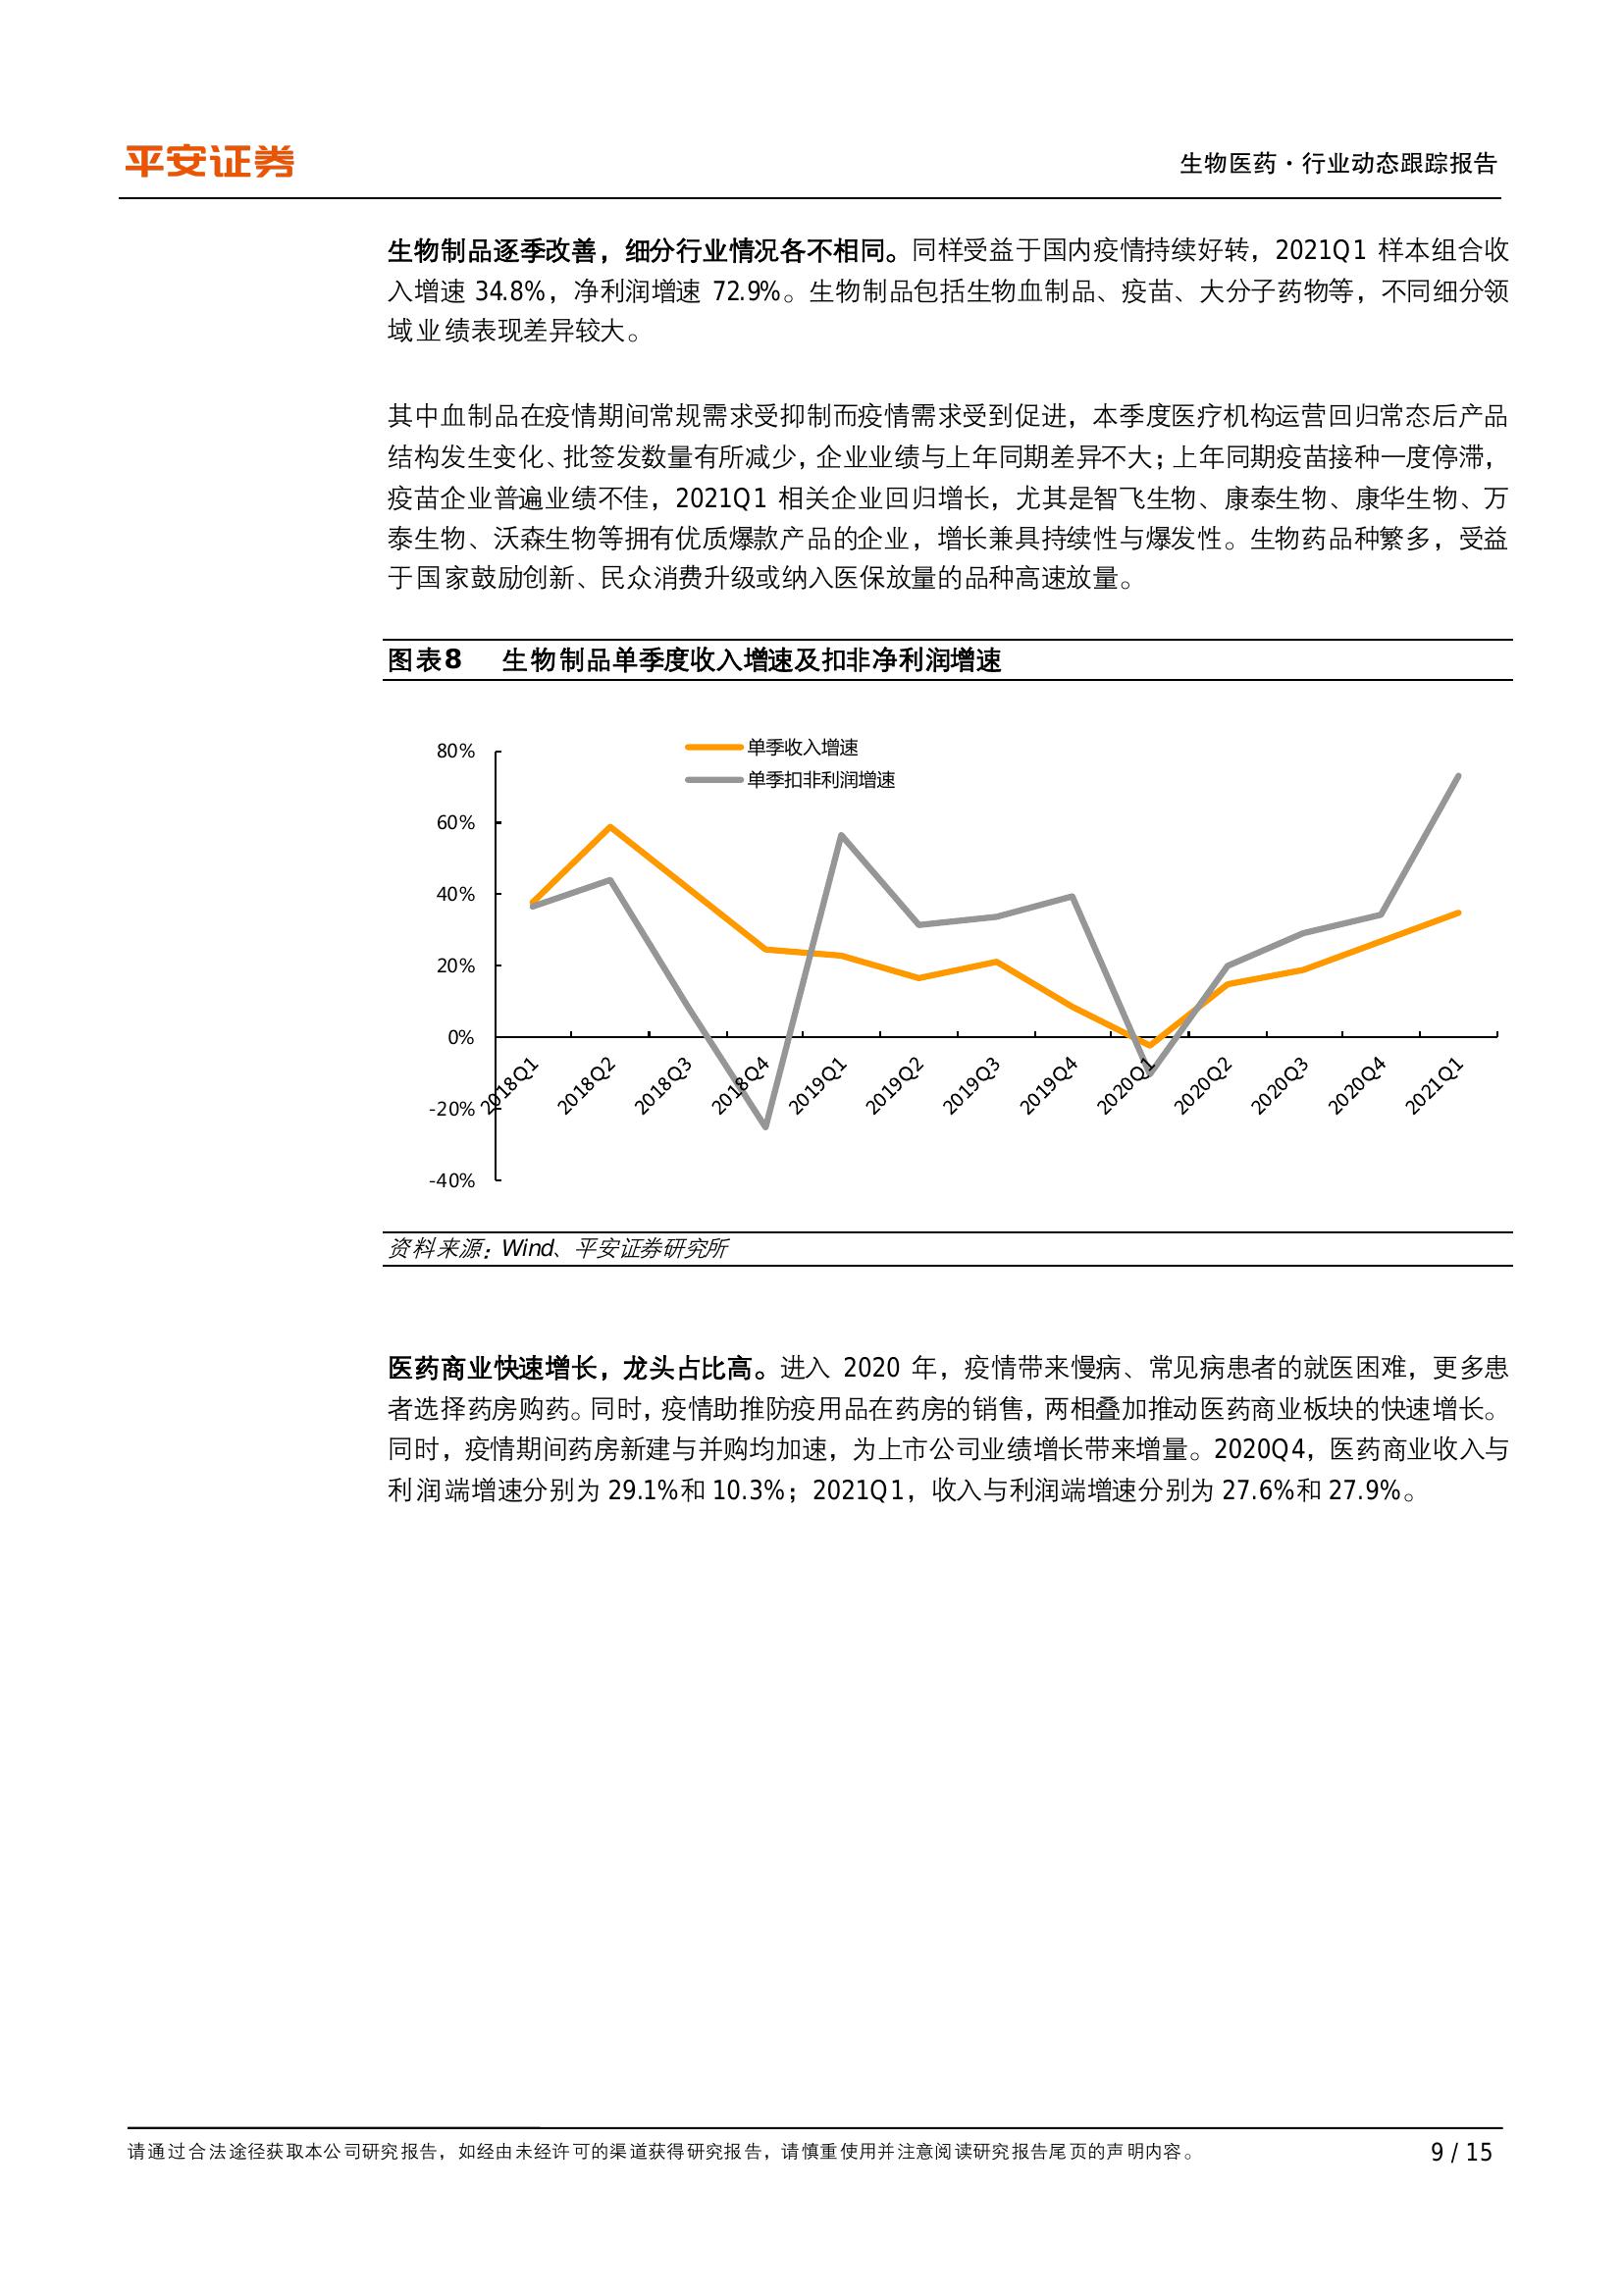 平安证券
生物医药·行业动态跟踪报告
生物制品逐季改善，细分行业情况各不相同。同样受益于国内疫情持续好转，2021Q1 样本组合收
入增速 34.8%，净利润增速 72.9%。生物制品包括生物血制品、疫苗、大分子药物等，不同细分领
域业绩表现差异较大。
其中血制品在疫情期间常规需求受抑制而疫情需求受到促进，本季度医疗机构运营回归常态后产品
结构发生变化、批签发数量有所减少，企业业绩与上年同期差异不大；上年同期疫苗接种一度停滞，
疫苗企业普遍业绩不佳，2021Q1 相关企业回归增长，尤其是智飞生物、康泰生物、康华生物、万
泰生物、沃森生物等拥有优质爆款产品的企业，增长兼具持续性与爆发性。生物药品种繁多，受益
于国家鼓励创新、民众消费升级或纳入医保放量的品种高速放量。
图表8 生物制品单季度收入增速及扣非净利润增速
单季收入增速
单季扣非利润增速
80%
60%
40%
20%
0%
-20%
-40%
2018Q1
2018Q2
2018Q3
2018Q4
2019Q1
2019Q2
2019Q3
2019Q4
2020Q1
2020Q2
2020Q3
2020Q4
2021Q1
资料来源：Wind、平安证券研究所
医药商业快速增长，龙头占比高。进入 2020 年，疫情带来慢病、常见病患者的就医困难，更多患
者选择药房购药。同时，疫情助推防疫用品在药房的销售，两相叠加推动医药商业板块的快速增长。
同时，疫情期间药房新建与并购均加速，为上市公司业绩增长带来增量。2020Q4，医药商业收入与
利润端增速分别为 29.1%和 10.3%；2021Q1，收入与利润端增速分别为 27.6%和 27.9%。
请通过合法途径获取本公司研究报告，如经由未经许可的渠道获得研究报告，请慎重使用并注意阅读研究报告尾页的声明内容。
9 / 15